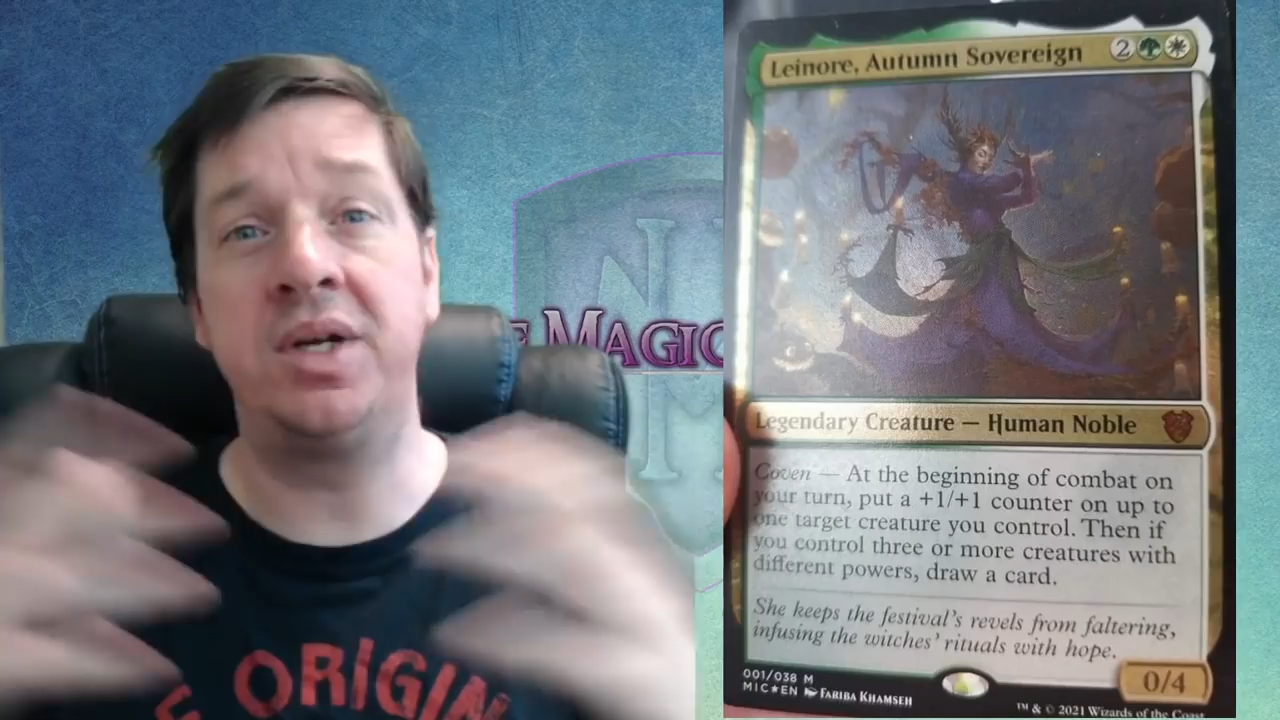 E MAGIC
N
M
E ORIGIN
Leinore, Autumn Sovereign
2
Legendary Creature — Human Noble
Coven — At the beginning of combat on
your turn, put a +1/+1 counter on up to
one target creature you control. Then if
you control three or more creatures with
different powers, draw a card.
She keeps the festival's revels from faltering,
infusing the witches' rituals with hope.
0/4
001/038 M
MIC★EN FARIBA KHAMSEH
™ & © 2021 Wizards of the Coast